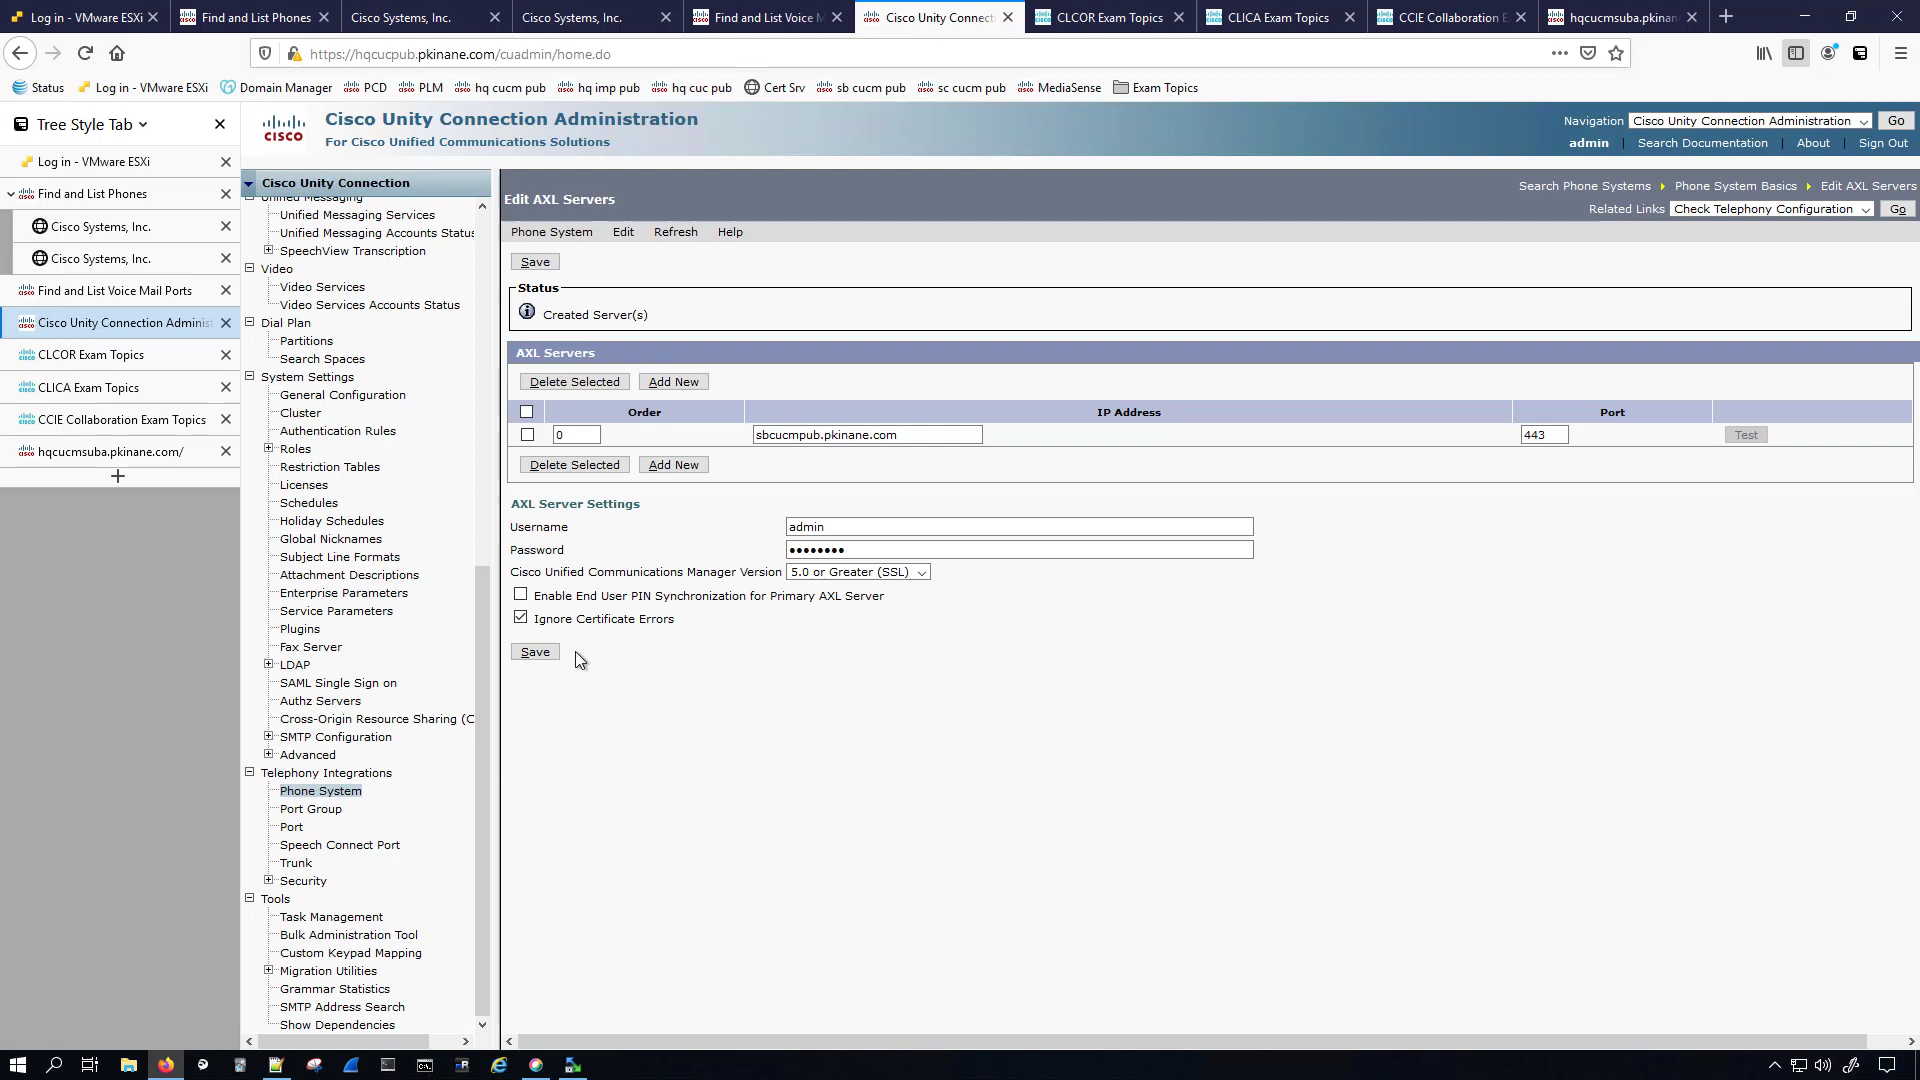 Log in - VMware ESXi
Find and List Phones
Cisco Systems, Inc.
Cisco Systems, Inc.
Find and List Voice M
Cisco Unity Connect
CLCOR Exam Topics
CLICA Exam Topics
CCIE Collaboration E
hqcucmsuba.pkinan
https://hqcucpub.pkinane.com/cuadmin/home.do
Status
Log in - VMware ESXi
Domain Manager
PCD
PLM
hq cucm pub
hq imp pub
hq cuc pub
Cert Srv
sb cucm pub
sc cucm pub
MediaSense
Exam Topics
Tree Style Tab
Log in - VMware ESXi
Find and List Phones
Cisco Systems, Inc.
Cisco Systems, Inc.
Find and List Voice Mail Ports
Cisco Unity Connection Adminis
CLCOR Exam Topics
CLICA Exam Topics
CCIE Collaboration Exam Topics
hqcucmsuba.pkinane.com/
cisco
Cisco Unity Connection Administration
For Cisco Unified Communications Solutions
Navigation Cisco Unity Connection Administration Go
admin | Search Documentation | About | Sign Out
Cisco Unity Connection
Unified Messaging
Unified Messaging Services
Unified Messaging Accounts Status
SpeechView Transcription
Video
Video Services
Video Services Accounts Status
Dial Plan
Partitions
Search Spaces
System Settings
General Configuration
Cluster
Authentication Rules
Roles
Restriction Tables
Licenses
Schedules
Holiday Schedules
Global Nicknames
Subject Line Formats
Attachment Descriptions
Enterprise Parameters
Service Parameters
Plugins
Fax Server
LDAP
SAML Single Sign on
Authz Servers
Cross-Origin Resource Sharing (C
SMTP Configuration
Advanced
Telephony Integrations
Phone System
Port Group
Port
Speech Connect Port
Trunk
Security
Tools
Task Management
Bulk Administration Tool
Custom Keypad Mapping
Migration Utilities
Grammar Statistics
SMTP Address Search
Show Dependencies
Edit AXL Servers
Search Phone Systems Phone System Basics Edit AXL Servers
Related Links Check Telephony Configuration Go
Phone System Edit Refresh Help
Save
Status
Created Server(s)
AXL Servers
Delete Selected Add New
Order IP Address Port
0 sbcucmpub.pkinane.com 443 Test
Delete Selected Add New
AXL Server Settings
Username admin
Password ••••••••
Cisco Unified Communications Manager Version 5.0 or Greater (SSL)
Enable End User PIN Synchronization for Primary AXL Server
Ignore Certificate Errors
Save